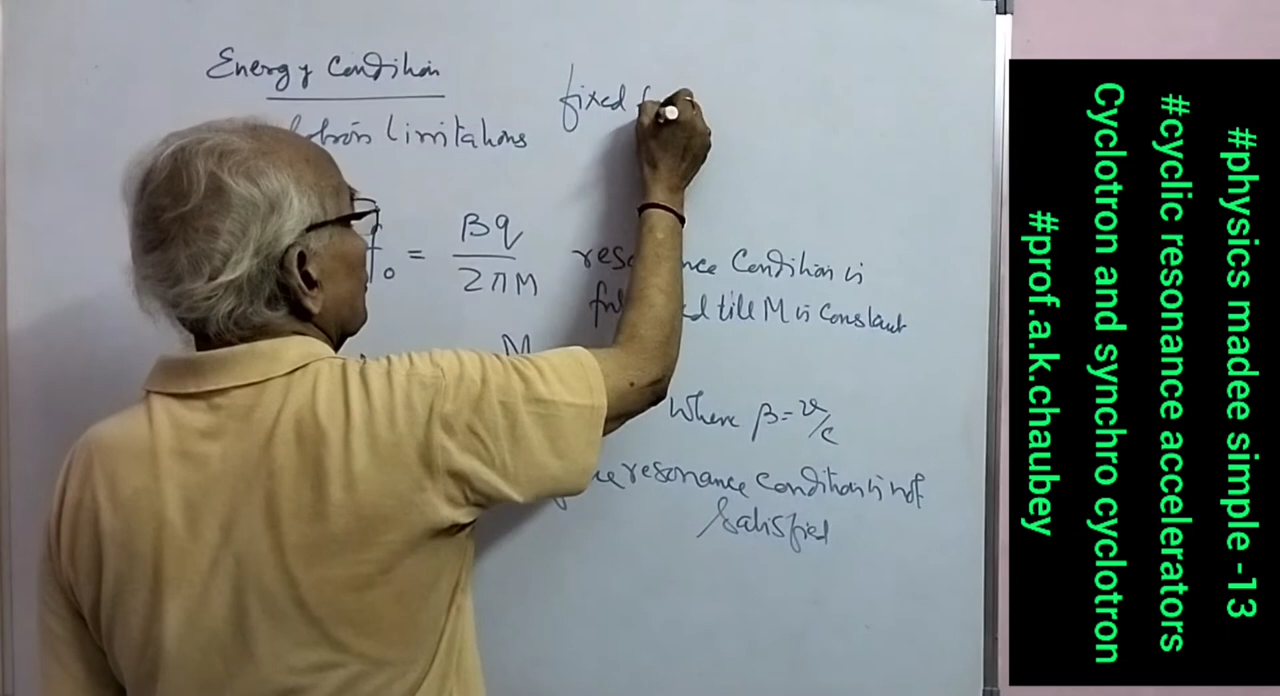 Energy Condition
fixed f
limitations
f₀ = Bq / 2πM
Condition is
till M is Constant
M
Where β = v/c
resonance Condition is not
Satisfied
#physics madee simple -13
#cyclic resonance accelerators
Cyclotron and synchro cyclotron
#prof.a.k.chaubey